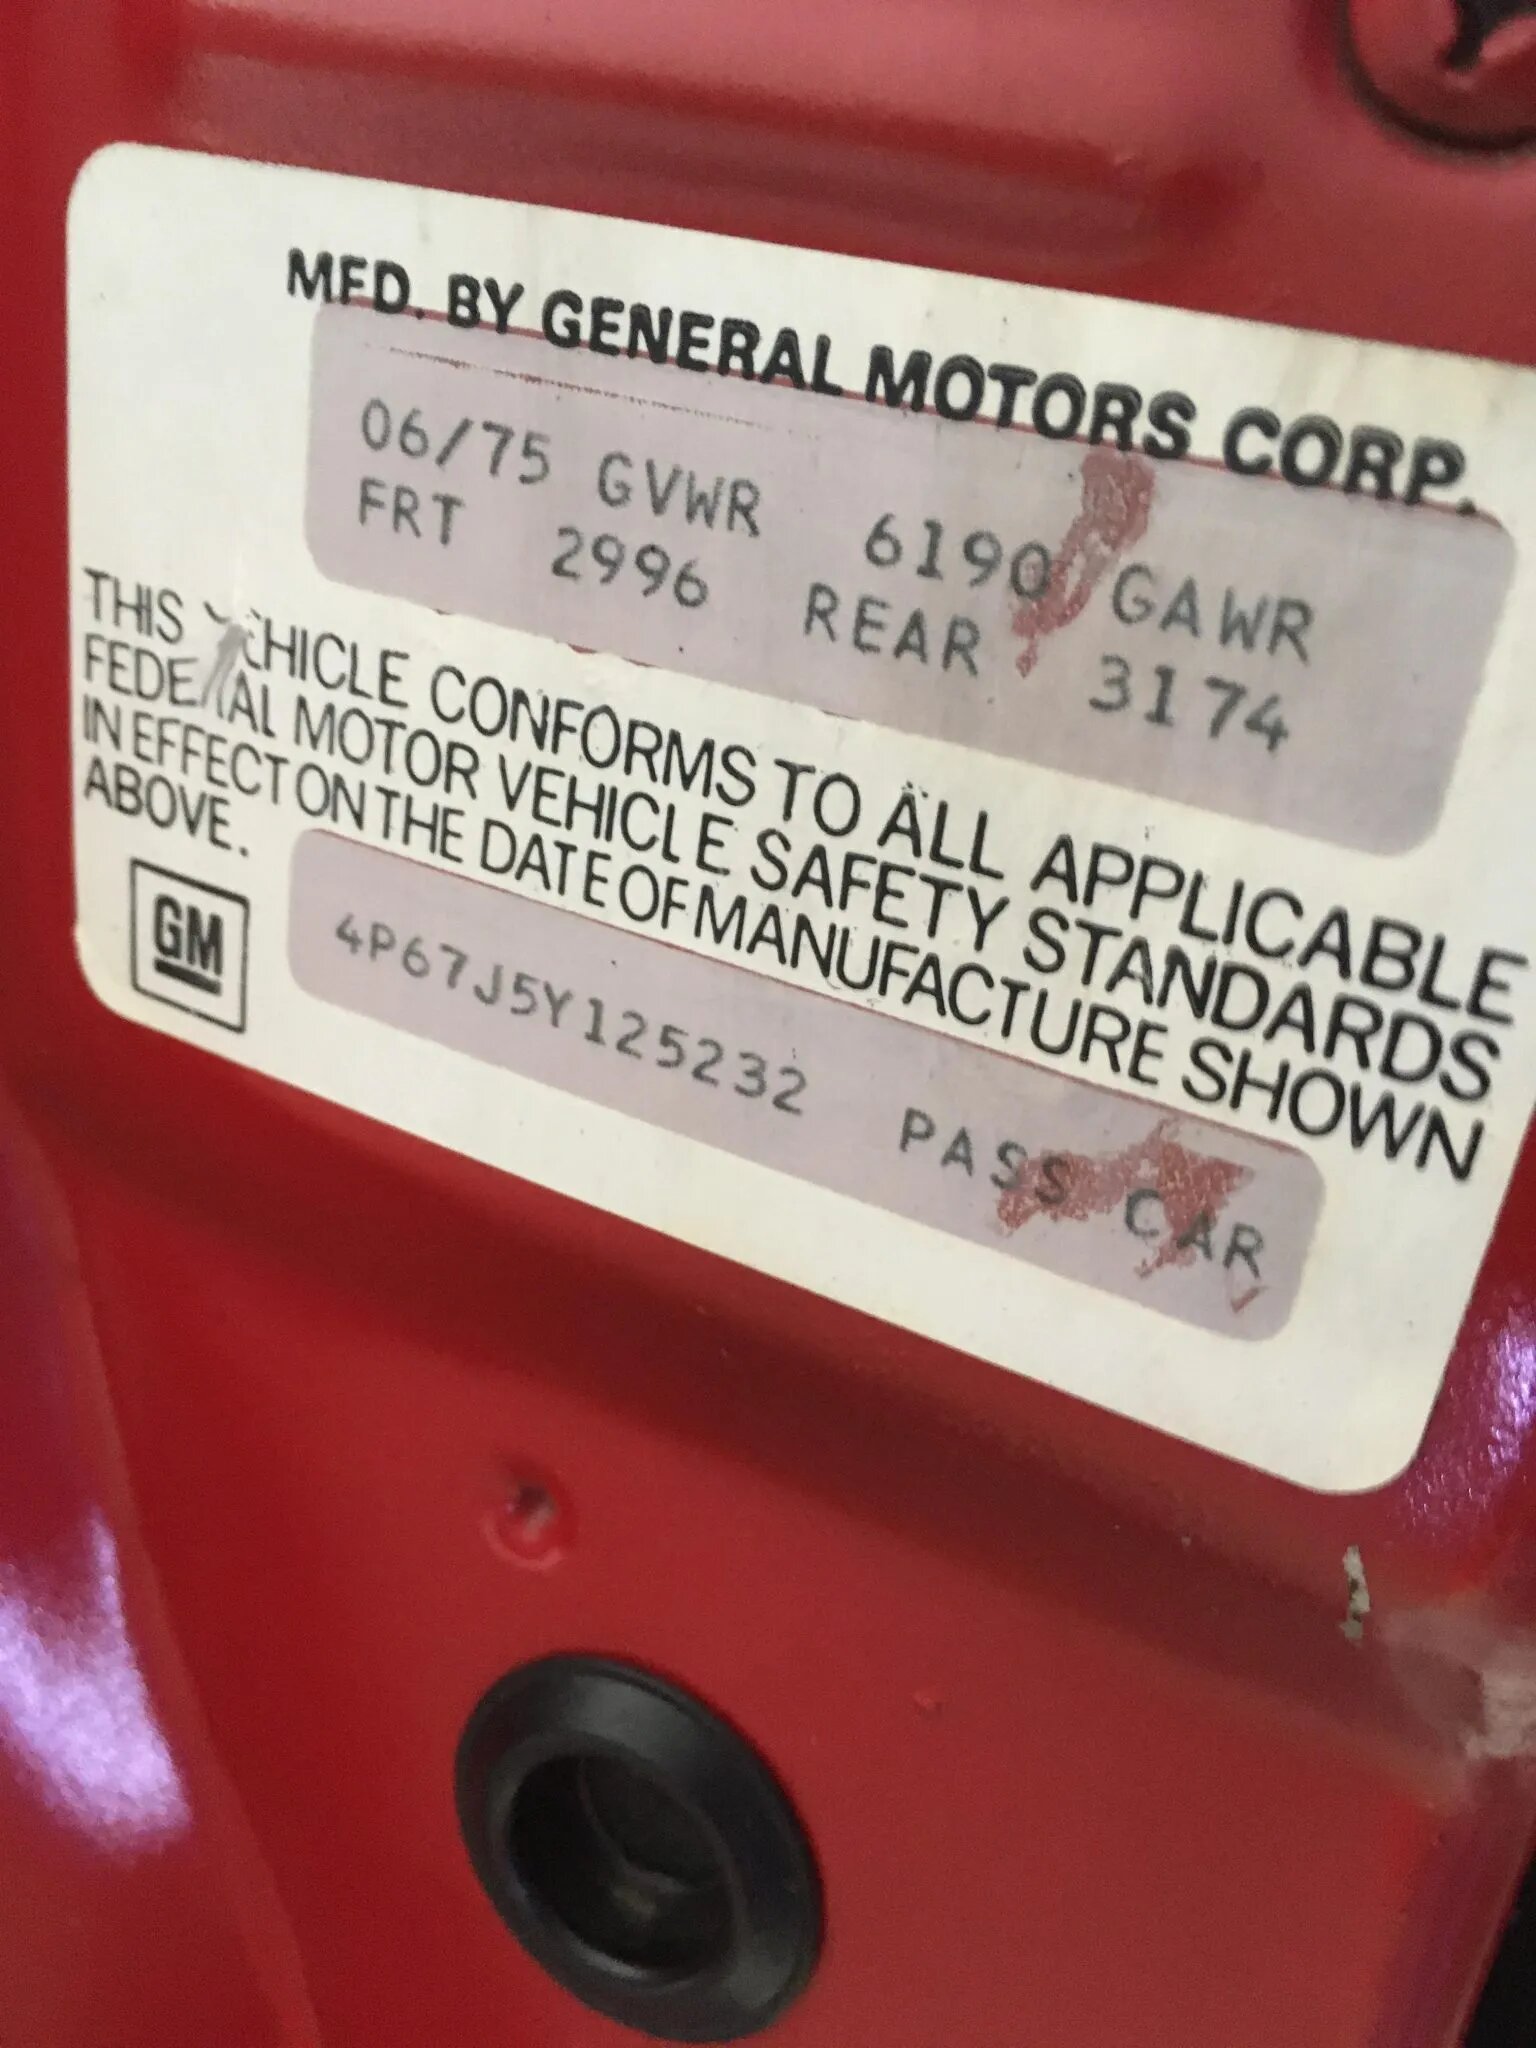 MFD. BY GENERAL MOTORS CORP.
06/75 GVWR 6190 GAWR
FRT 2996 REAR 3174
THIS VEHICLE CONFORMS TO ALL APPLICABLE
FEDERAL MOTOR VEHICLE SAFETY STANDARDS
IN EFFECT ON THE DATE OF MANUFACTURE SHOWN
ABOVE.
GM
4P67J5Y125232 PASS CAR